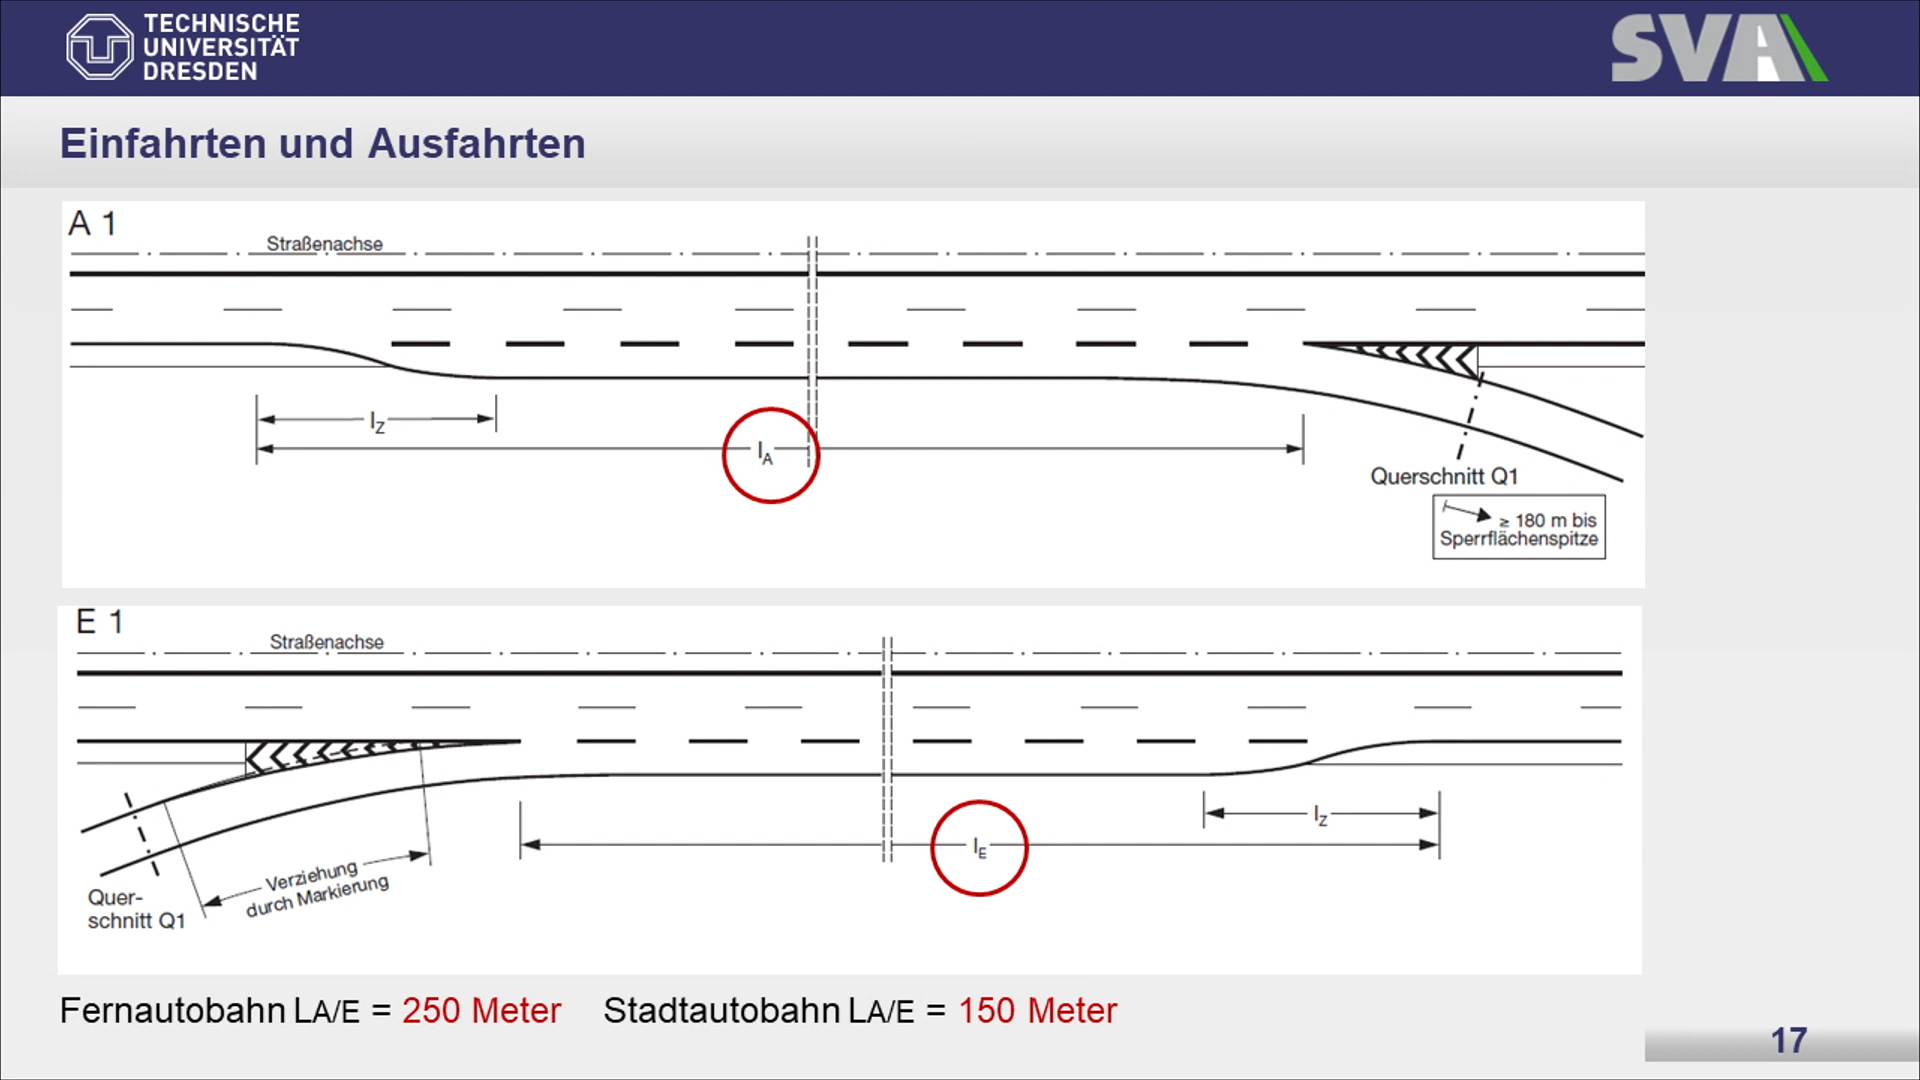 TECHNISCHE
UNIVERSITÄT
DRESDEN
SVA
Einfahrten und Ausfahrten
A 1
Straßenachse
lZ
lA
Querschnitt Q1
≥ 180 m bis
Sperrflächenspitze
E 1
Straßenachse
lZ
lE
Verziehung
durch Markierung
Quer-
schnitt Q1
Fernautobahn LA/E = 250 Meter Stadtautobahn LA/E = 150 Meter
17